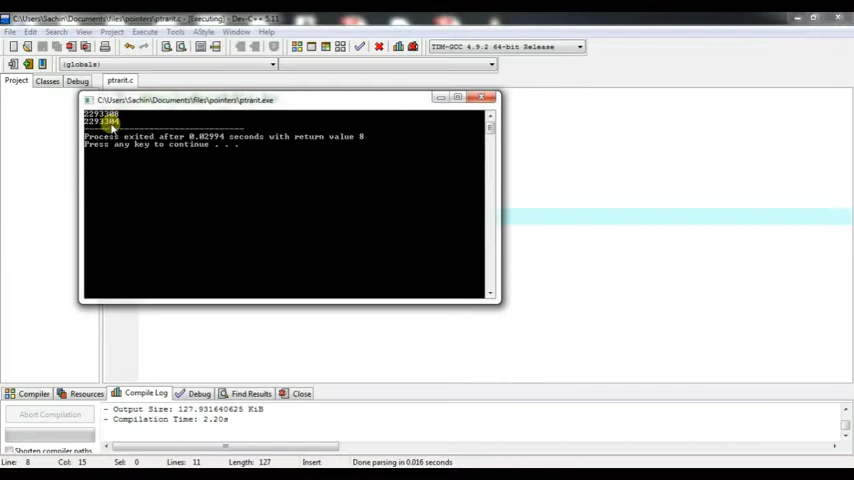 C:\Users\Sachin\Documents\files\pointers\ptrarit.c - [Executing] - Dev-C++ 5.11
File Edit Search View Project Execute Tools AStyle Window Help
TDM-GCC 4.9.2 64-bit Release
(globals)
Project Classes Debug ptrarit.c
C:\Users\Sachin\Documents\files\pointers\ptrarit.exe
2293308
2293304
Process exited after 0.02994 seconds with return value 8
Press any key to continue . . .
Compiler Resources Compile Log Debug Find Results Close
Abort Compilation
- Output Size: 127.931640625 KiB
- Compilation Time: 2.20s
Shorten compiler paths
Line: 8 Col: 15 Sel: 0 Lines: 11 Length: 127 Insert Done parsing in 0.016 seconds